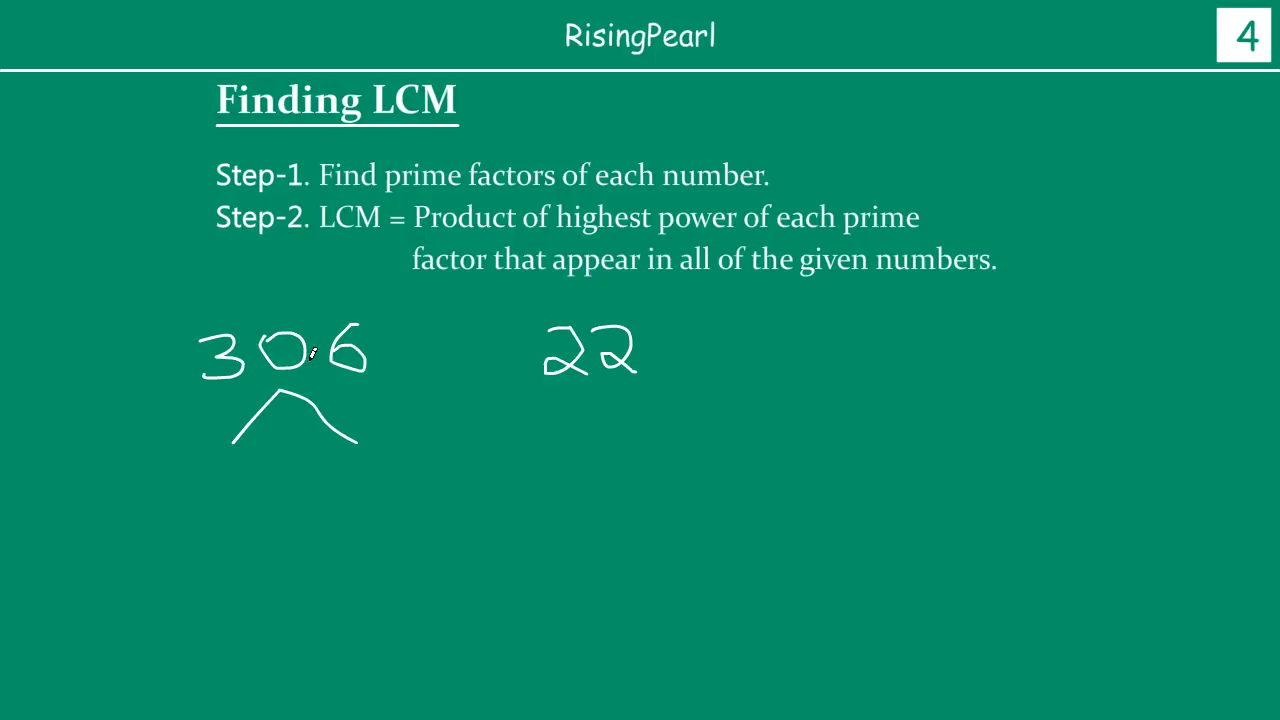 RisingPearl
4
Finding LCM
Step-1. Find prime factors of each number.
Step-2. LCM = Product of highest power of each prime
factor that appear in all of the given numbers.
306 22